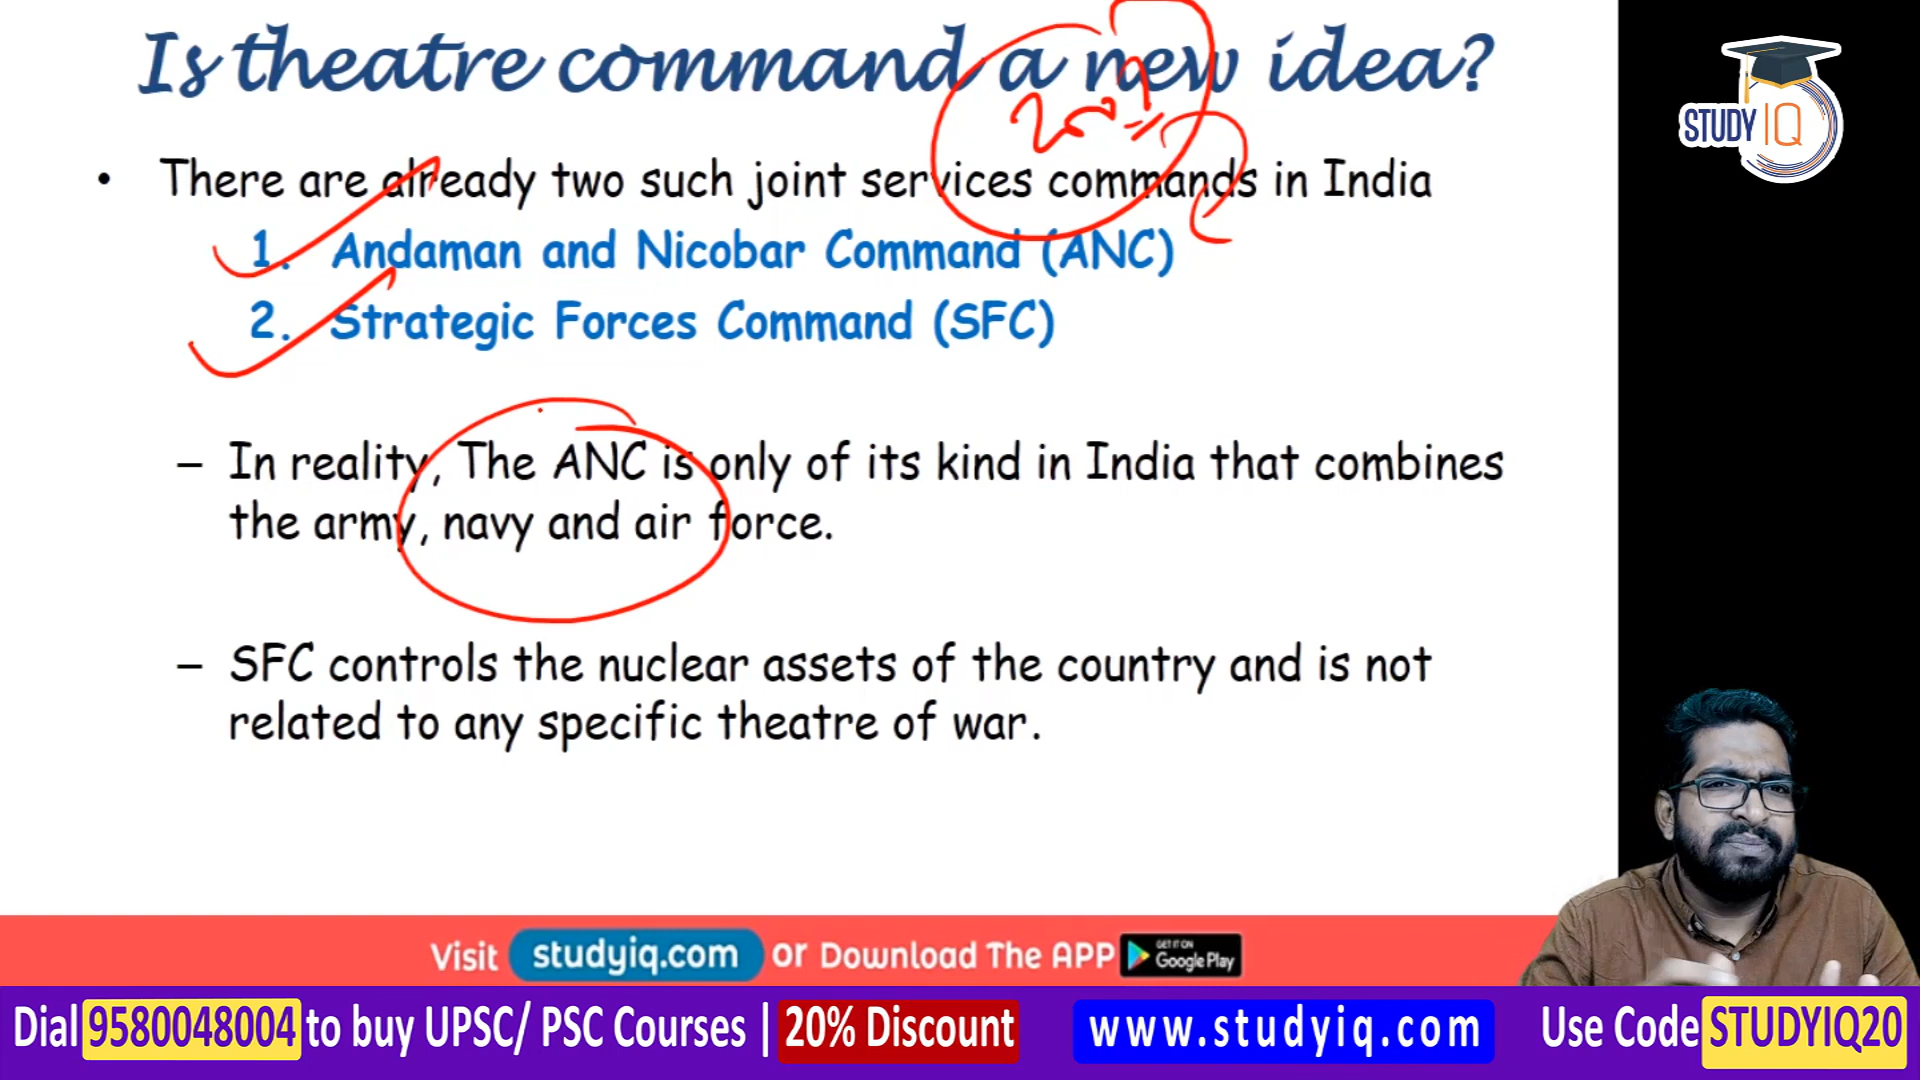 Is theatre command a new idea?
STUDY IQ
• There are already two such joint services commands in India
1. Andaman and Nicobar Command (ANC)
2. Strategic Forces Command (SFC)
– In reality, The ANC is only of its kind in India that combines
the army, navy and air force.
– SFC controls the nuclear assets of the country and is not
related to any specific theatre of war.
Visit studyiq.com or Download The APP GET IT ON Google Play
Dial 9580048004 to buy UPSC/ PSC Courses | 20% Discount www.studyiq.com Use Code STUDYIQ20